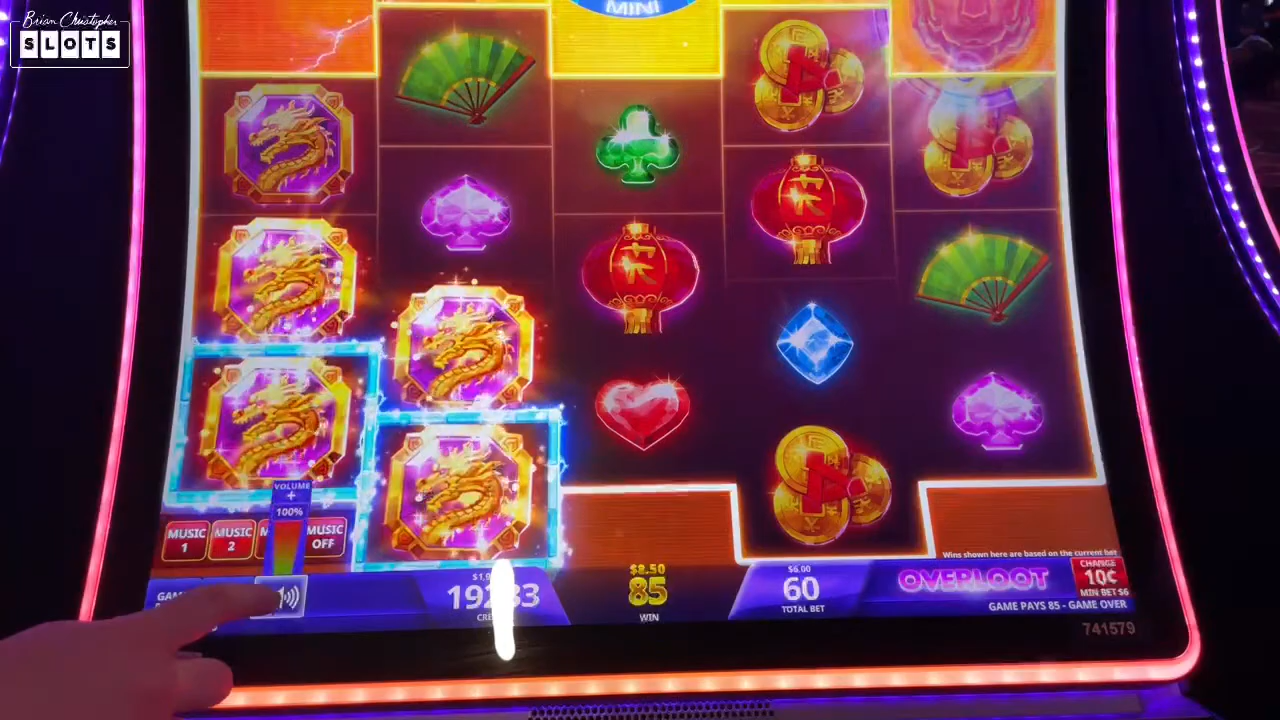 Brian Christopher
SLOTS
MINI
VOLUME
+
100%
MUSIC
1
MUSIC
2
MUSIC
OFF
$8.50
85
WIN
$6.00
60
TOTAL BET
Wins shown here are based on the current bet
OVERLOOT
CHANGE
10¢
MIN BET $6
GAME PAYS 85 - GAME OVER
741579